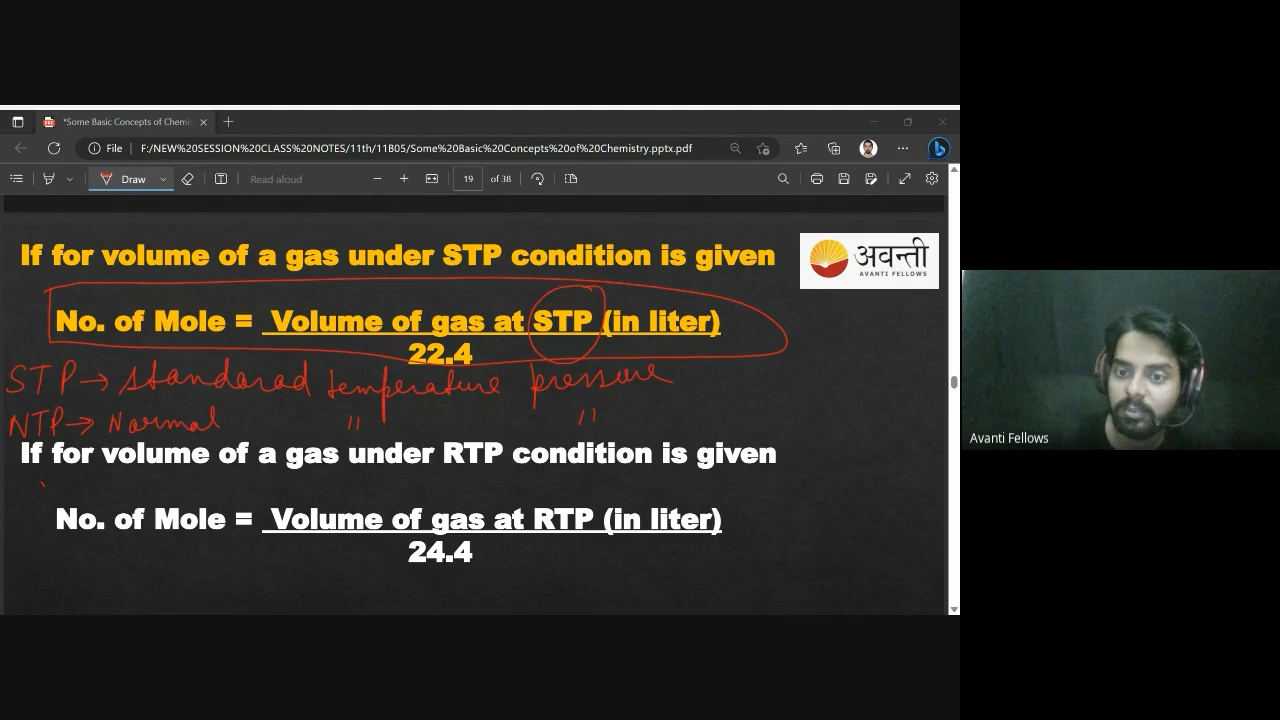 *Some Basic Concepts of Chemi
File F:/NEW%20SESSION%20CLASS%20NOTES/11th/11B05/Some%20Basic%20Concepts%20of%20Chemistry.pptx.pdf
Draw Read aloud 19 of 38
If for volume of a gas under STP condition is given
अवन्ती
AVANTI FELLOWS
No. of Mole = Volume of gas at STP (in liter)
22.4
STP → standarad temperature pressure
NTP → Normal " "
If for volume of a gas under RTP condition is given
No. of Mole = Volume of gas at RTP (in liter)
24.4
Avanti Fellows